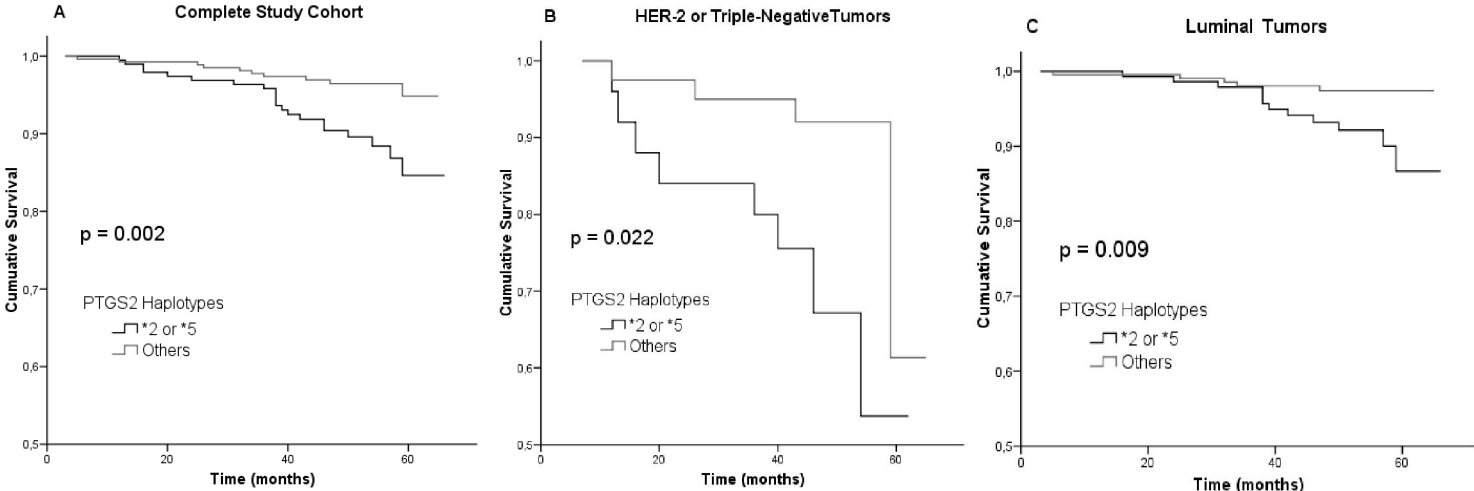 A
Complete Study Cohort
1,0
0,9
0,8
0,7
0,6
0,5
0
20
40
60
Cumuative Survival
Time (months)
p = 0.002
PTGS2 Haplotypes
*2 or *5
Others
B
HER-2 or Triple-NegativeTumors
1,0
0,9
0,8
0,7
0,6
0,5
0
20
40
60
Cumulative Survival
Time (months)
p = 0.022
PTGS2 Haplotypes
*2 or *5
Others
C
Luminal Tumors
1,0
0,9
0,8
0,7
0,6
0,5
0
20
40
60
Cumuative Survival
Time (months)
p = 0.009
PTGS2 Haplotypes
*2 or *5
Others